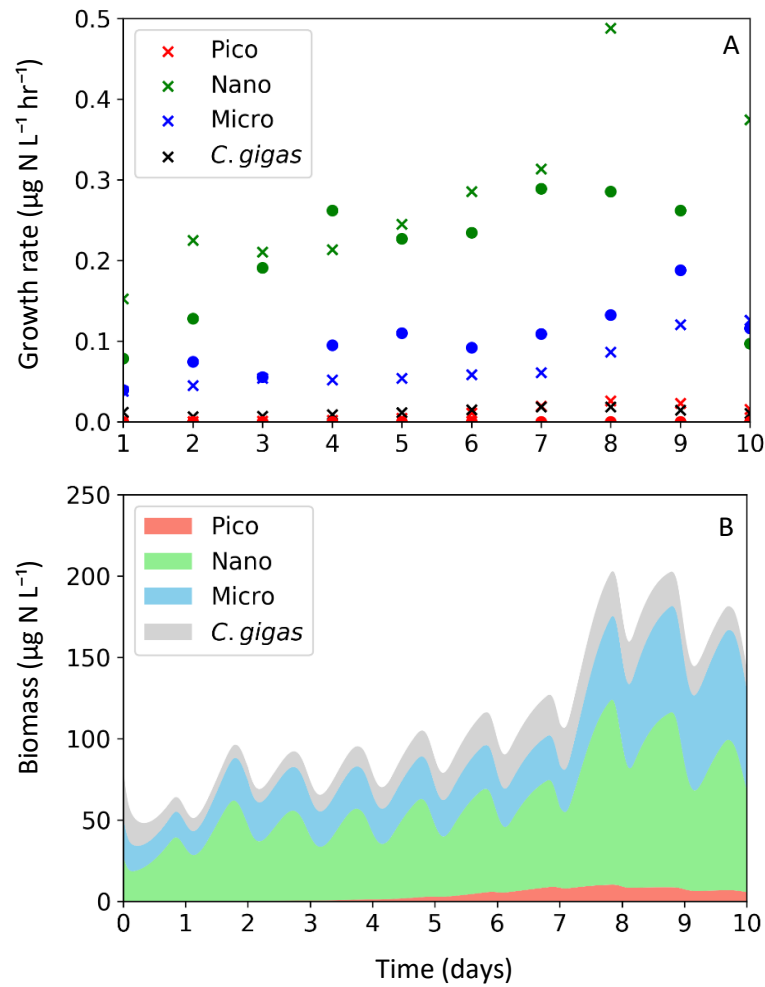 0.5
A
Pico
Nano
0.4
Micro
C. gigas
0.3
0.2
0.1
0.0
Growth rate (µg N L⁻¹ hr⁻¹)
1 2 3 4 5 6 7 8 9 10
250
B
Pico
Nano
200
Micro
C. gigas
150
100
50
0
Biomass (µg N L⁻¹)
0 1 2 3 4 5 6 7 8 9 10
Time (days)